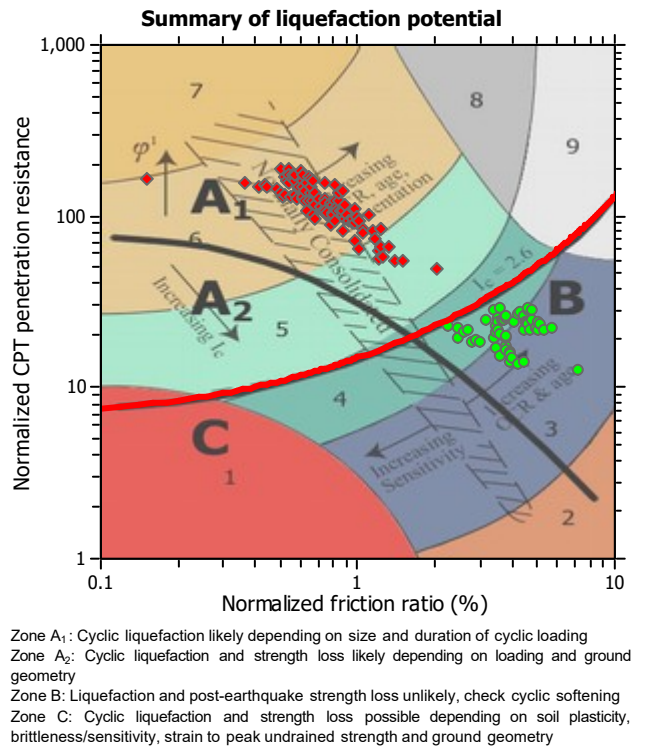 Summary of liquefaction potential
1,000
7
8
9
φ'
Increasing
OCR, age,
cementation
A1
Normally Consolidated
100
6
Ic = 2.6
A2
B
Increasing Ic
5
10
4
Increasing
OCR & age
C
3
Increasing
Sensitivity
1
2
1
0.1
1
10
Normalized CPT penetration resistance
Normalized friction ratio (%)
Zone A1: Cyclic liquefaction likely depending on size and duration of cyclic loading
Zone A2: Cyclic liquefaction and strength loss likely depending on loading and ground
geometry
Zone B: Liquefaction and post-earthquake strength loss unlikely, check cyclic softening
Zone C: Cyclic liquefaction and strength loss possible depending on soil plasticity,
brittleness/sensitivity, strain to peak undrained strength and ground geometry